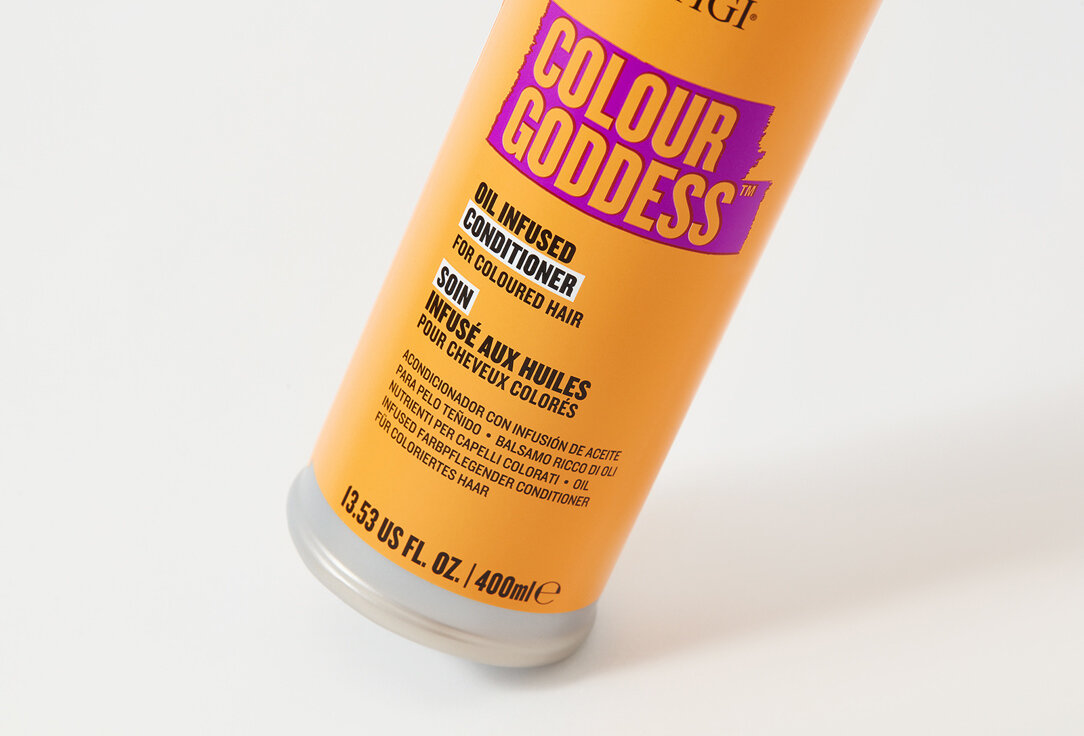 TIGI®
COLOUR
GODDESS™
OIL INFUSED
CONDITIONER
FOR COLOURED HAIR
SOIN
INFUSÉ AUX HUILES
POUR CHEVEUX COLORÉS
ACONDICIONADOR CON INFUSIÓN DE ACEITE
PARA PELO TEÑIDO • BALSAMO RICCO DI OLI
NUTRIENTI PER CAPELLI COLORATI • OIL
INFUSED FARBPFLEGENDER CONDITIONER
FÜR COLORIERTES HAAR
13.53 US FL. OZ. | 400ml ℮